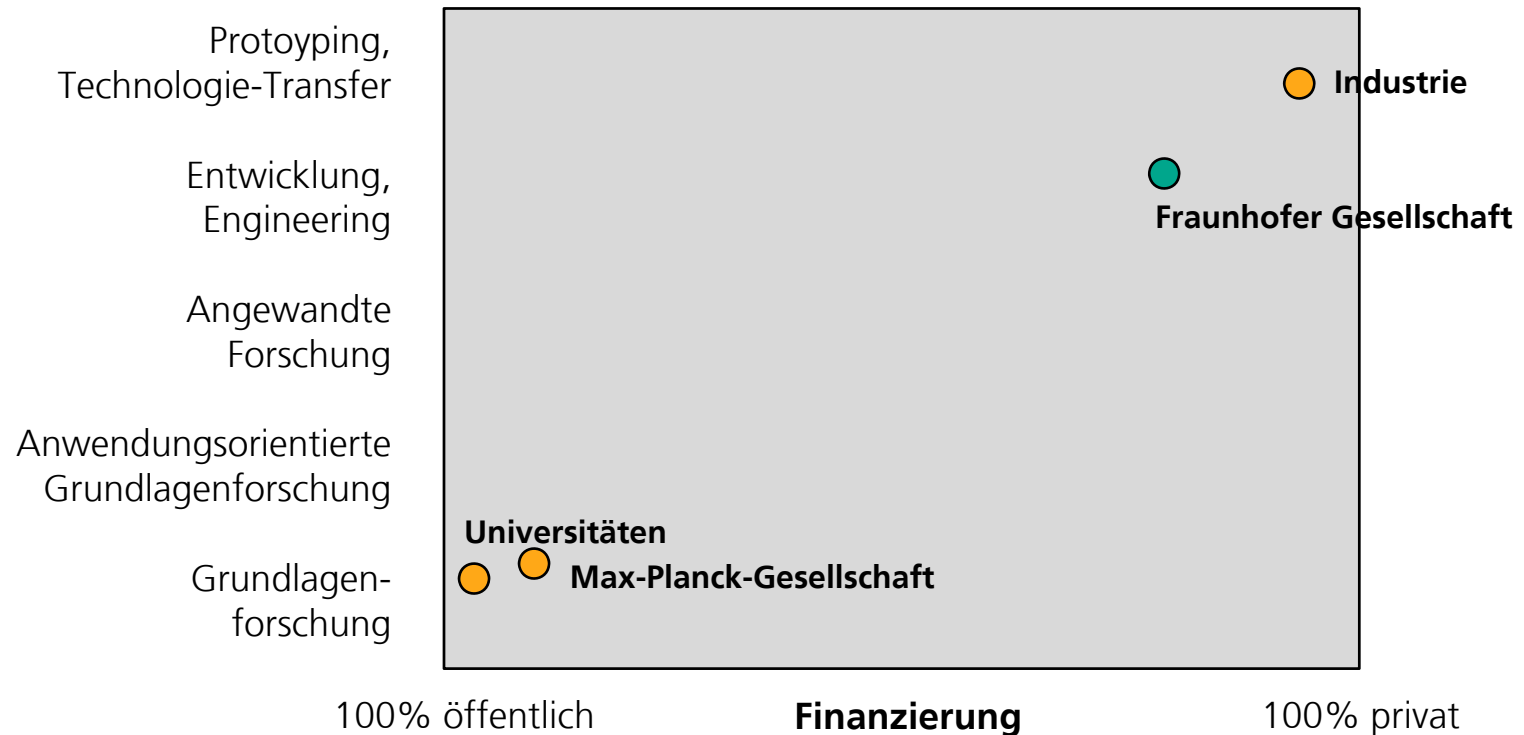 Protoyping,
Technologie-Transfer
Industrie
Entwicklung,
Engineering
Fraunhofer Gesellschaft
Angewandte
Forschung
Anwendungsorientierte
Grundlagenforschung
Universitäten
Max-Planck-Gesellschaft
Grundlagen-
forschung
100% öffentlich
Finanzierung
100% privat